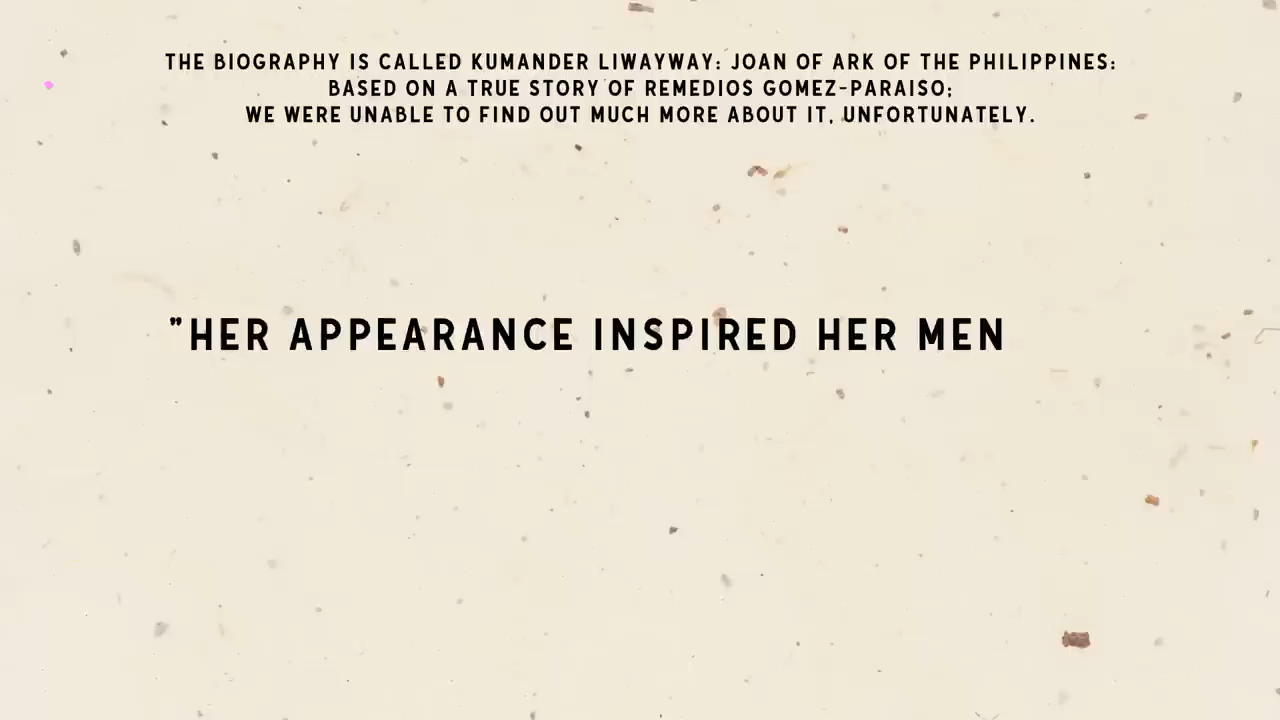 THE BIOGRAPHY IS CALLED KUMANDER LIWAYWAY: JOAN OF ARK OF THE PHILIPPINES:
BASED ON A TRUE STORY OF REMEDIOS GOMEZ-PARAISO;
WE WERE UNABLE TO FIND OUT MUCH MORE ABOUT IT, UNFORTUNATELY.
"HER APPEARANCE INSPIRED HER MEN